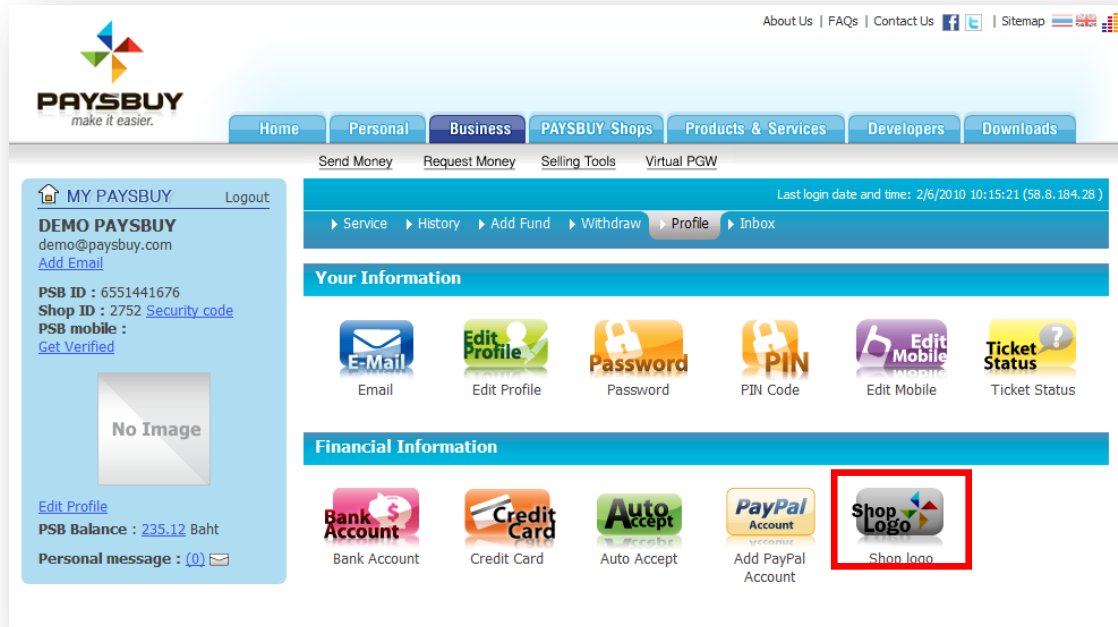 About Us | FAQs | Contact Us | Sitemap
PAYSBUY
make it easier.
Home Personal Business PAYSBUY Shops Products & Services Developers Downloads
Send Money Request Money Selling Tools Virtual PGW
MY PAYSBUY Logout
DEMO PAYSBUY
demo@paysbuy.com
Add Email
PSB ID : 6551441676
Shop ID : 2752 Security code
PSB mobile :
Get Verified
No Image
Edit Profile
PSB Balance : 235.12 Baht
Personal message : (0)
Last login date and time: 2/6/2010 10:15:21 (58.8.184.28 )
Service History Add Fund Withdraw Profile Inbox
Your Information
E-Mail
Edit Profile
Password
PIN
Edit Mobile
Ticket Status
Email Edit Profile Password PIN Code Edit Mobile Ticket Status
Financial Information
Bank Account
Credit Card
Auto Accept
PayPal Account
Shop Logo
Bank Account Credit Card Auto Accept Add PayPal Account Shop logo